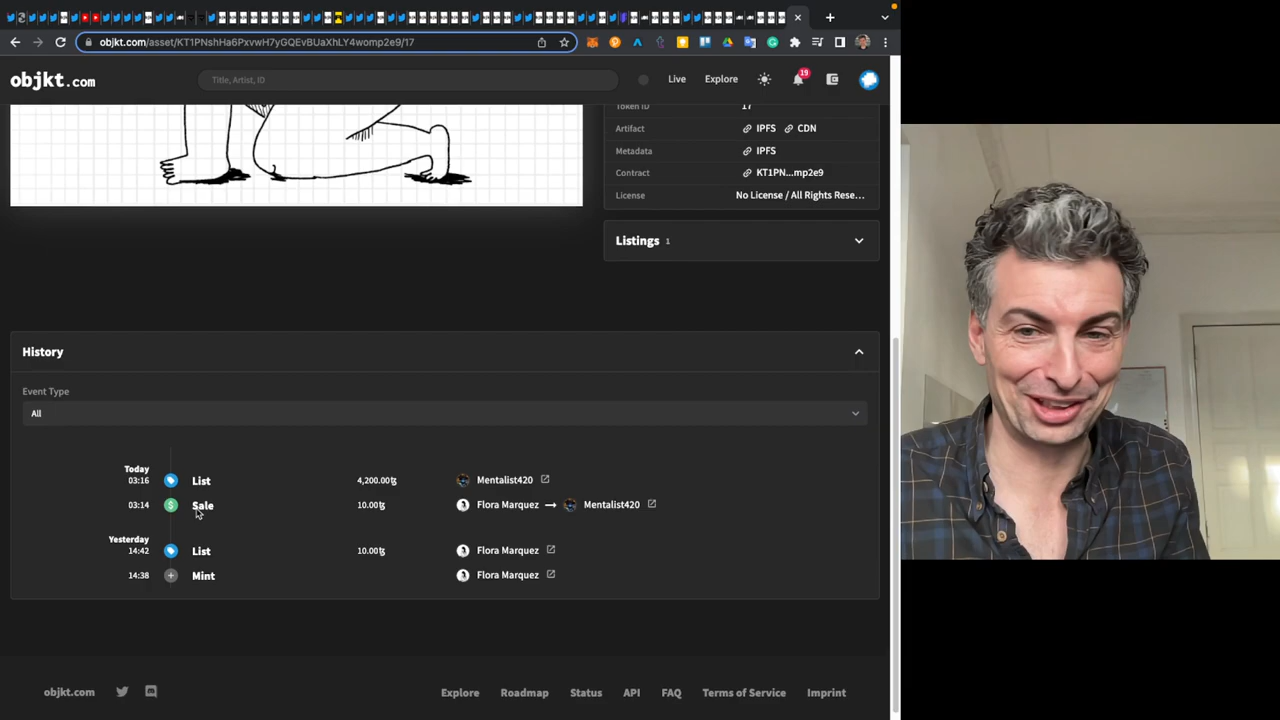 objkt.com/asset/KT1PNshHa6PxvwH7yGQEvBUaXhLY4womp2e9/17
objkt.com
Title, Artist, ID
Live
Explore
19
Token ID
17
Artifact
IPFS
CDN
Metadata
IPFS
Contract
KT1PN...mp2e9
License
No License / All Rights Rese...
Listings 1
History
Event Type
All
Today
03:16
List
4,200.00ꜩ
Mentalist420
03:14
Sale
10.00ꜩ
Flora Marquez
Mentalist420
Yesterday
14:42
List
10.00ꜩ
Flora Marquez
14:38
Mint
Flora Marquez
objkt.com
Explore
Roadmap
Status
API
FAQ
Terms of Service
Imprint